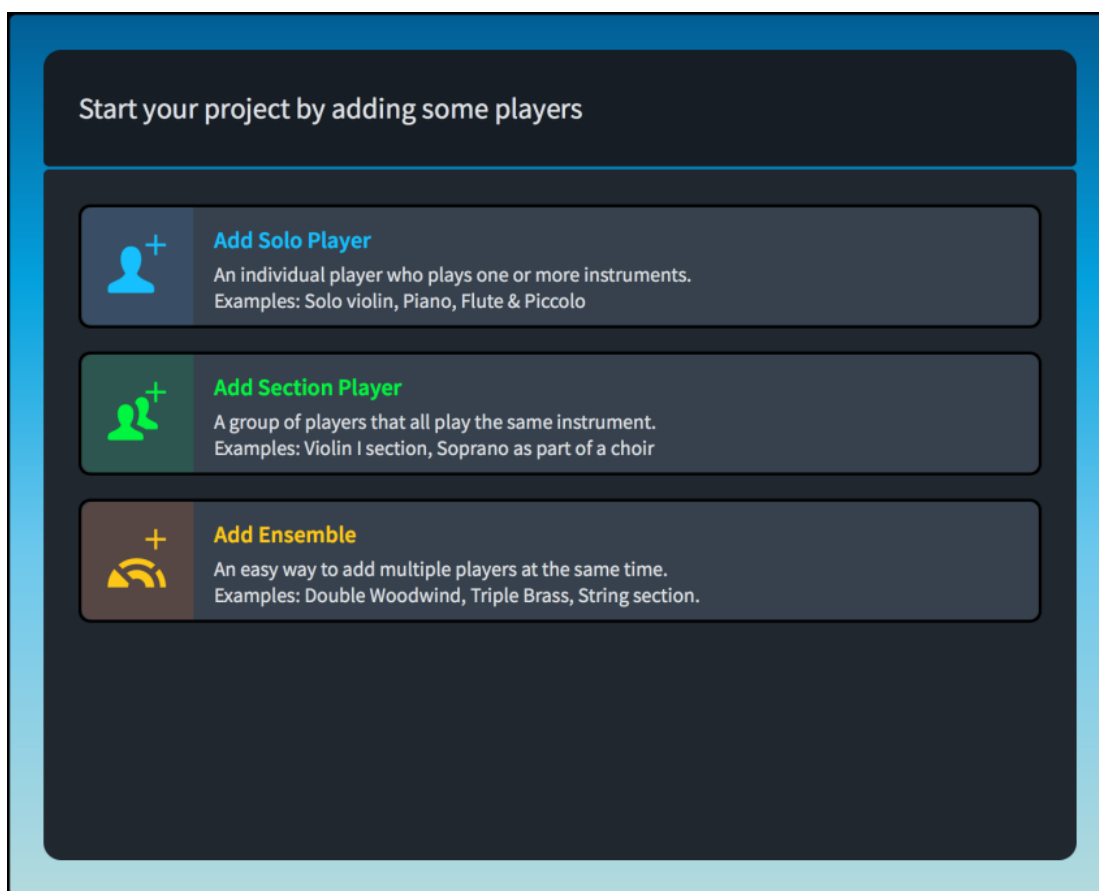 Start your project by adding some players
Add Solo Player
An individual player who plays one or more instruments.
Examples: Solo violin, Piano, Flute & Piccolo
Add Section Player
A group of players that all play the same instrument.
Examples: Violin I section, Soprano as part of a choir
Add Ensemble
An easy way to add multiple players at the same time.
Examples: Double Woodwind, Triple Brass, String section.